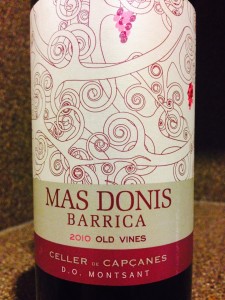 MAS DONIS
BARRICA
2010 OLD VINES
CELLER DE CAPÇANES
D.O. MONTSANT